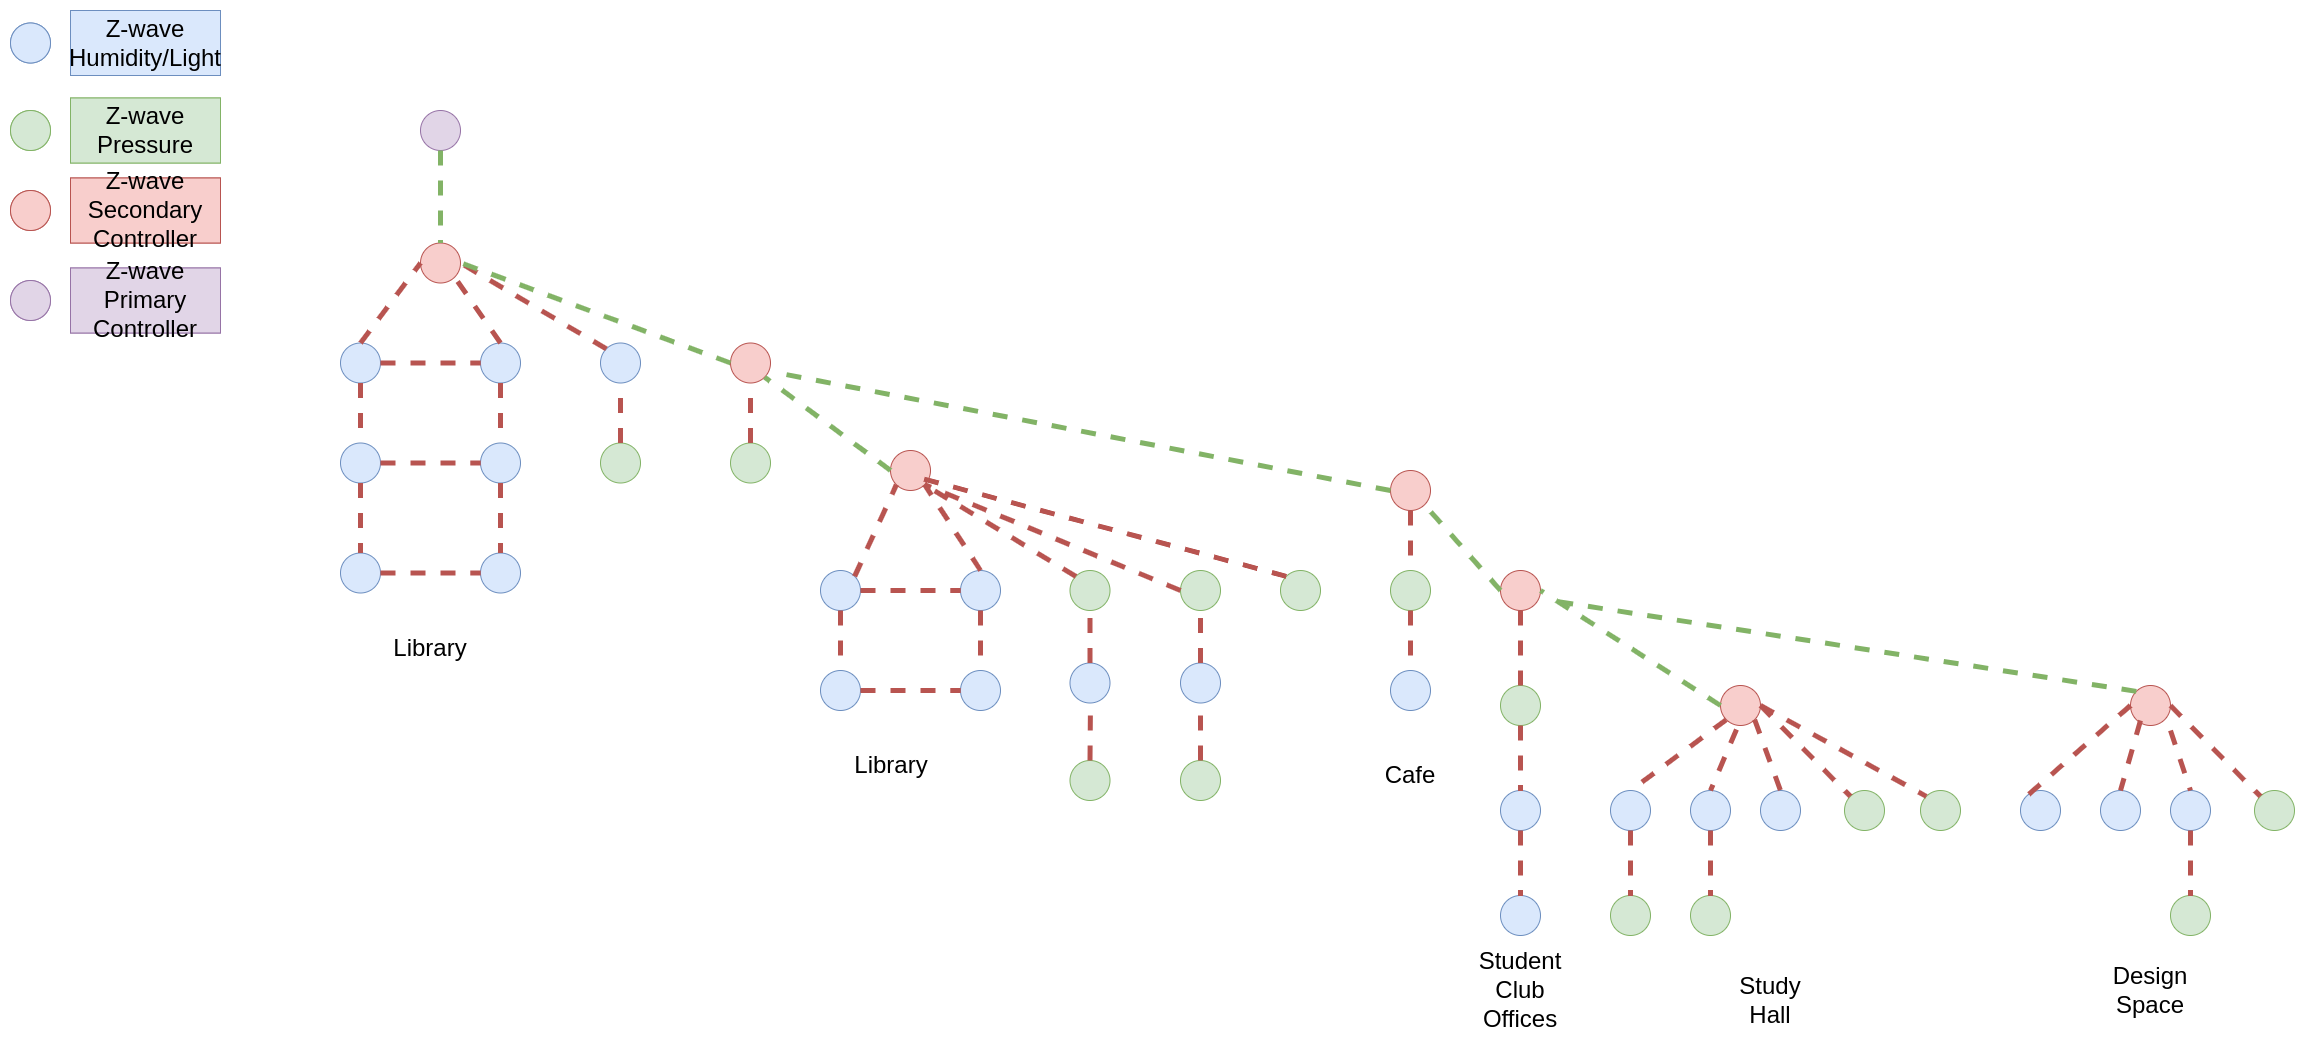 Z-wave
Humidity/Light
Z-wave
Pressure
Z-wave
Secondary
Controller
Z-wave
Primary
Controller
Library
Library
Cafe
Student
Club
Offices
Study
Hall
Design
Space